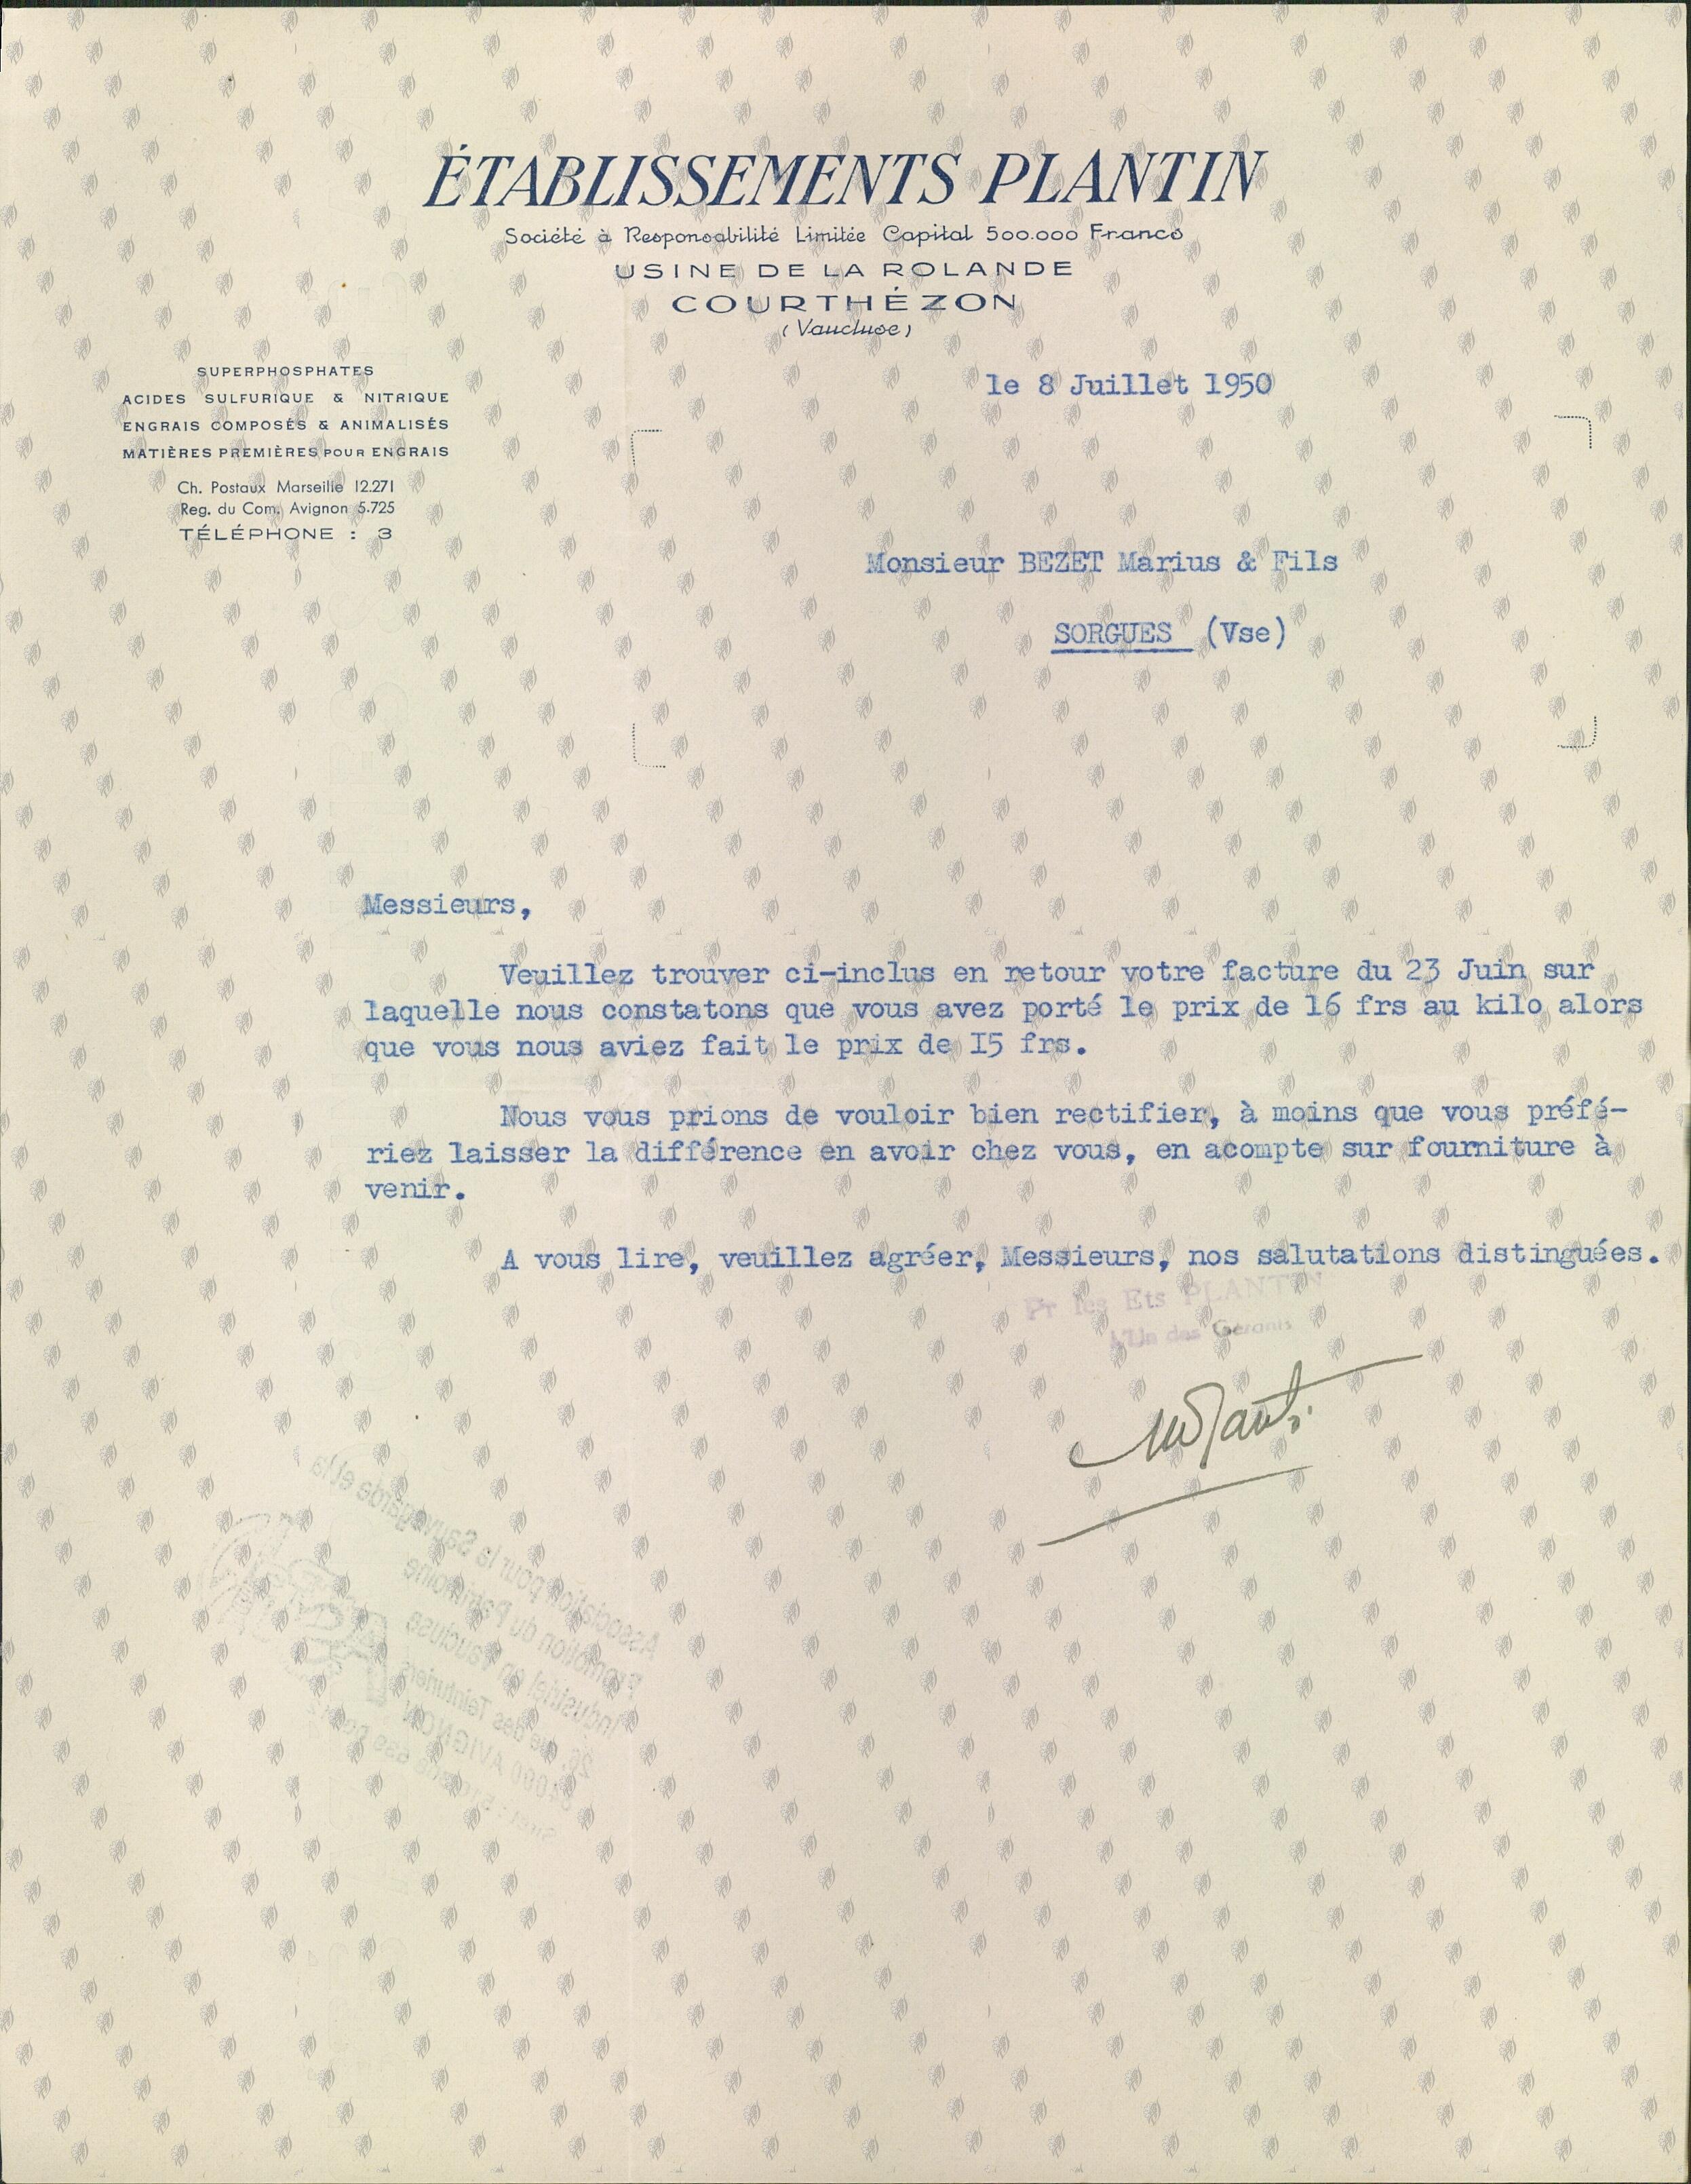 ÉTABLISSEMENTS PLANTIN
Société à Responsabilité Limitée Capital 500.000 Francs
USINE DE LA ROLANDE
COURTHÉZON
(Vaucluse)
SUPERPHOSPHATES
ACIDES SULFURIQUE & NITRIQUE
ENGRAIS COMPOSÉS & ANIMALISÉS
MATIÈRES PREMIÈRES POUR ENGRAIS
Ch. Postaux Marseille 12.271
Reg. du Com. Avignon 5.725
TÉLÉPHONE : 3
le 8 Juillet 1950
Monsieur BEZET Marius & Fils
SORGUES (Vse)
Messieurs,
Veuillez trouver ci-inclus en retour votre facture du 23 Juin sur
laquelle nous constatons que vous avez porté le prix de 16 frs au kilo alors
que vous nous aviez fait le prix de I5 frs.
Nous vous prions de vouloir bien rectifier, à moins que vous préfé-
riez laisser la différence en avoir chez vous, en acompte sur fourniture à
venir.
A vous lire, veuillez agréer, Messieurs, nos salutations distinguées.
Pr les Ets PLANTIN
L'Un des Gérants
Association pour la Sauvegarde et la
Promotion du Patrimoine
Industriel en Vaucluse
26, rue des Teinturiers
84000 AVIGNON